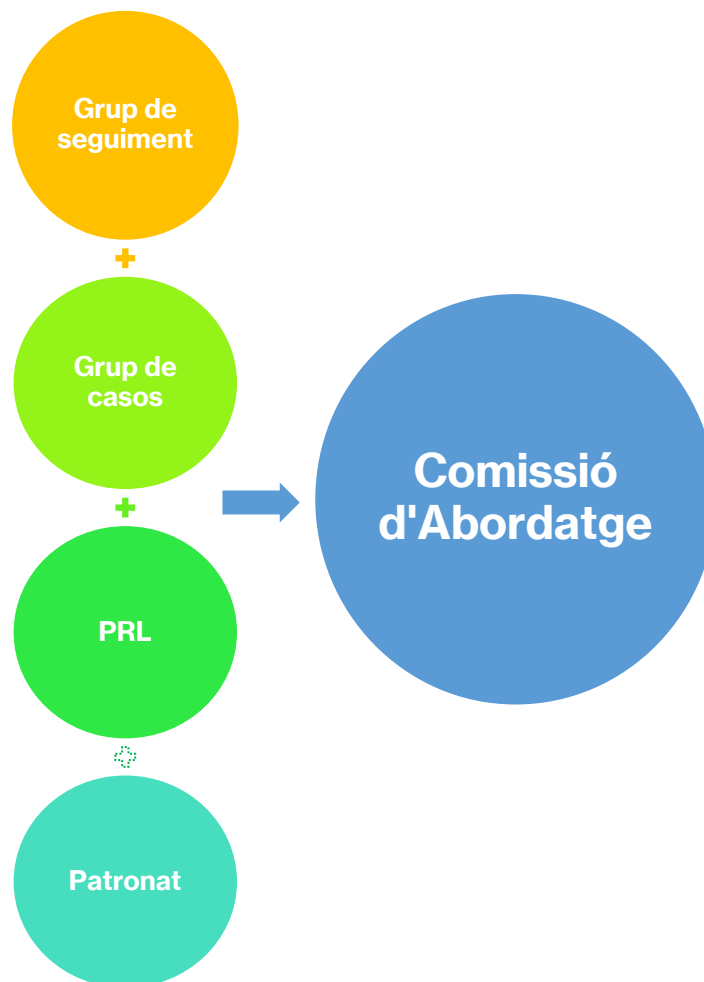 Grup de
seguiment
Grup de
casos
PRL
Patronat
Comissió
d'Abordatge